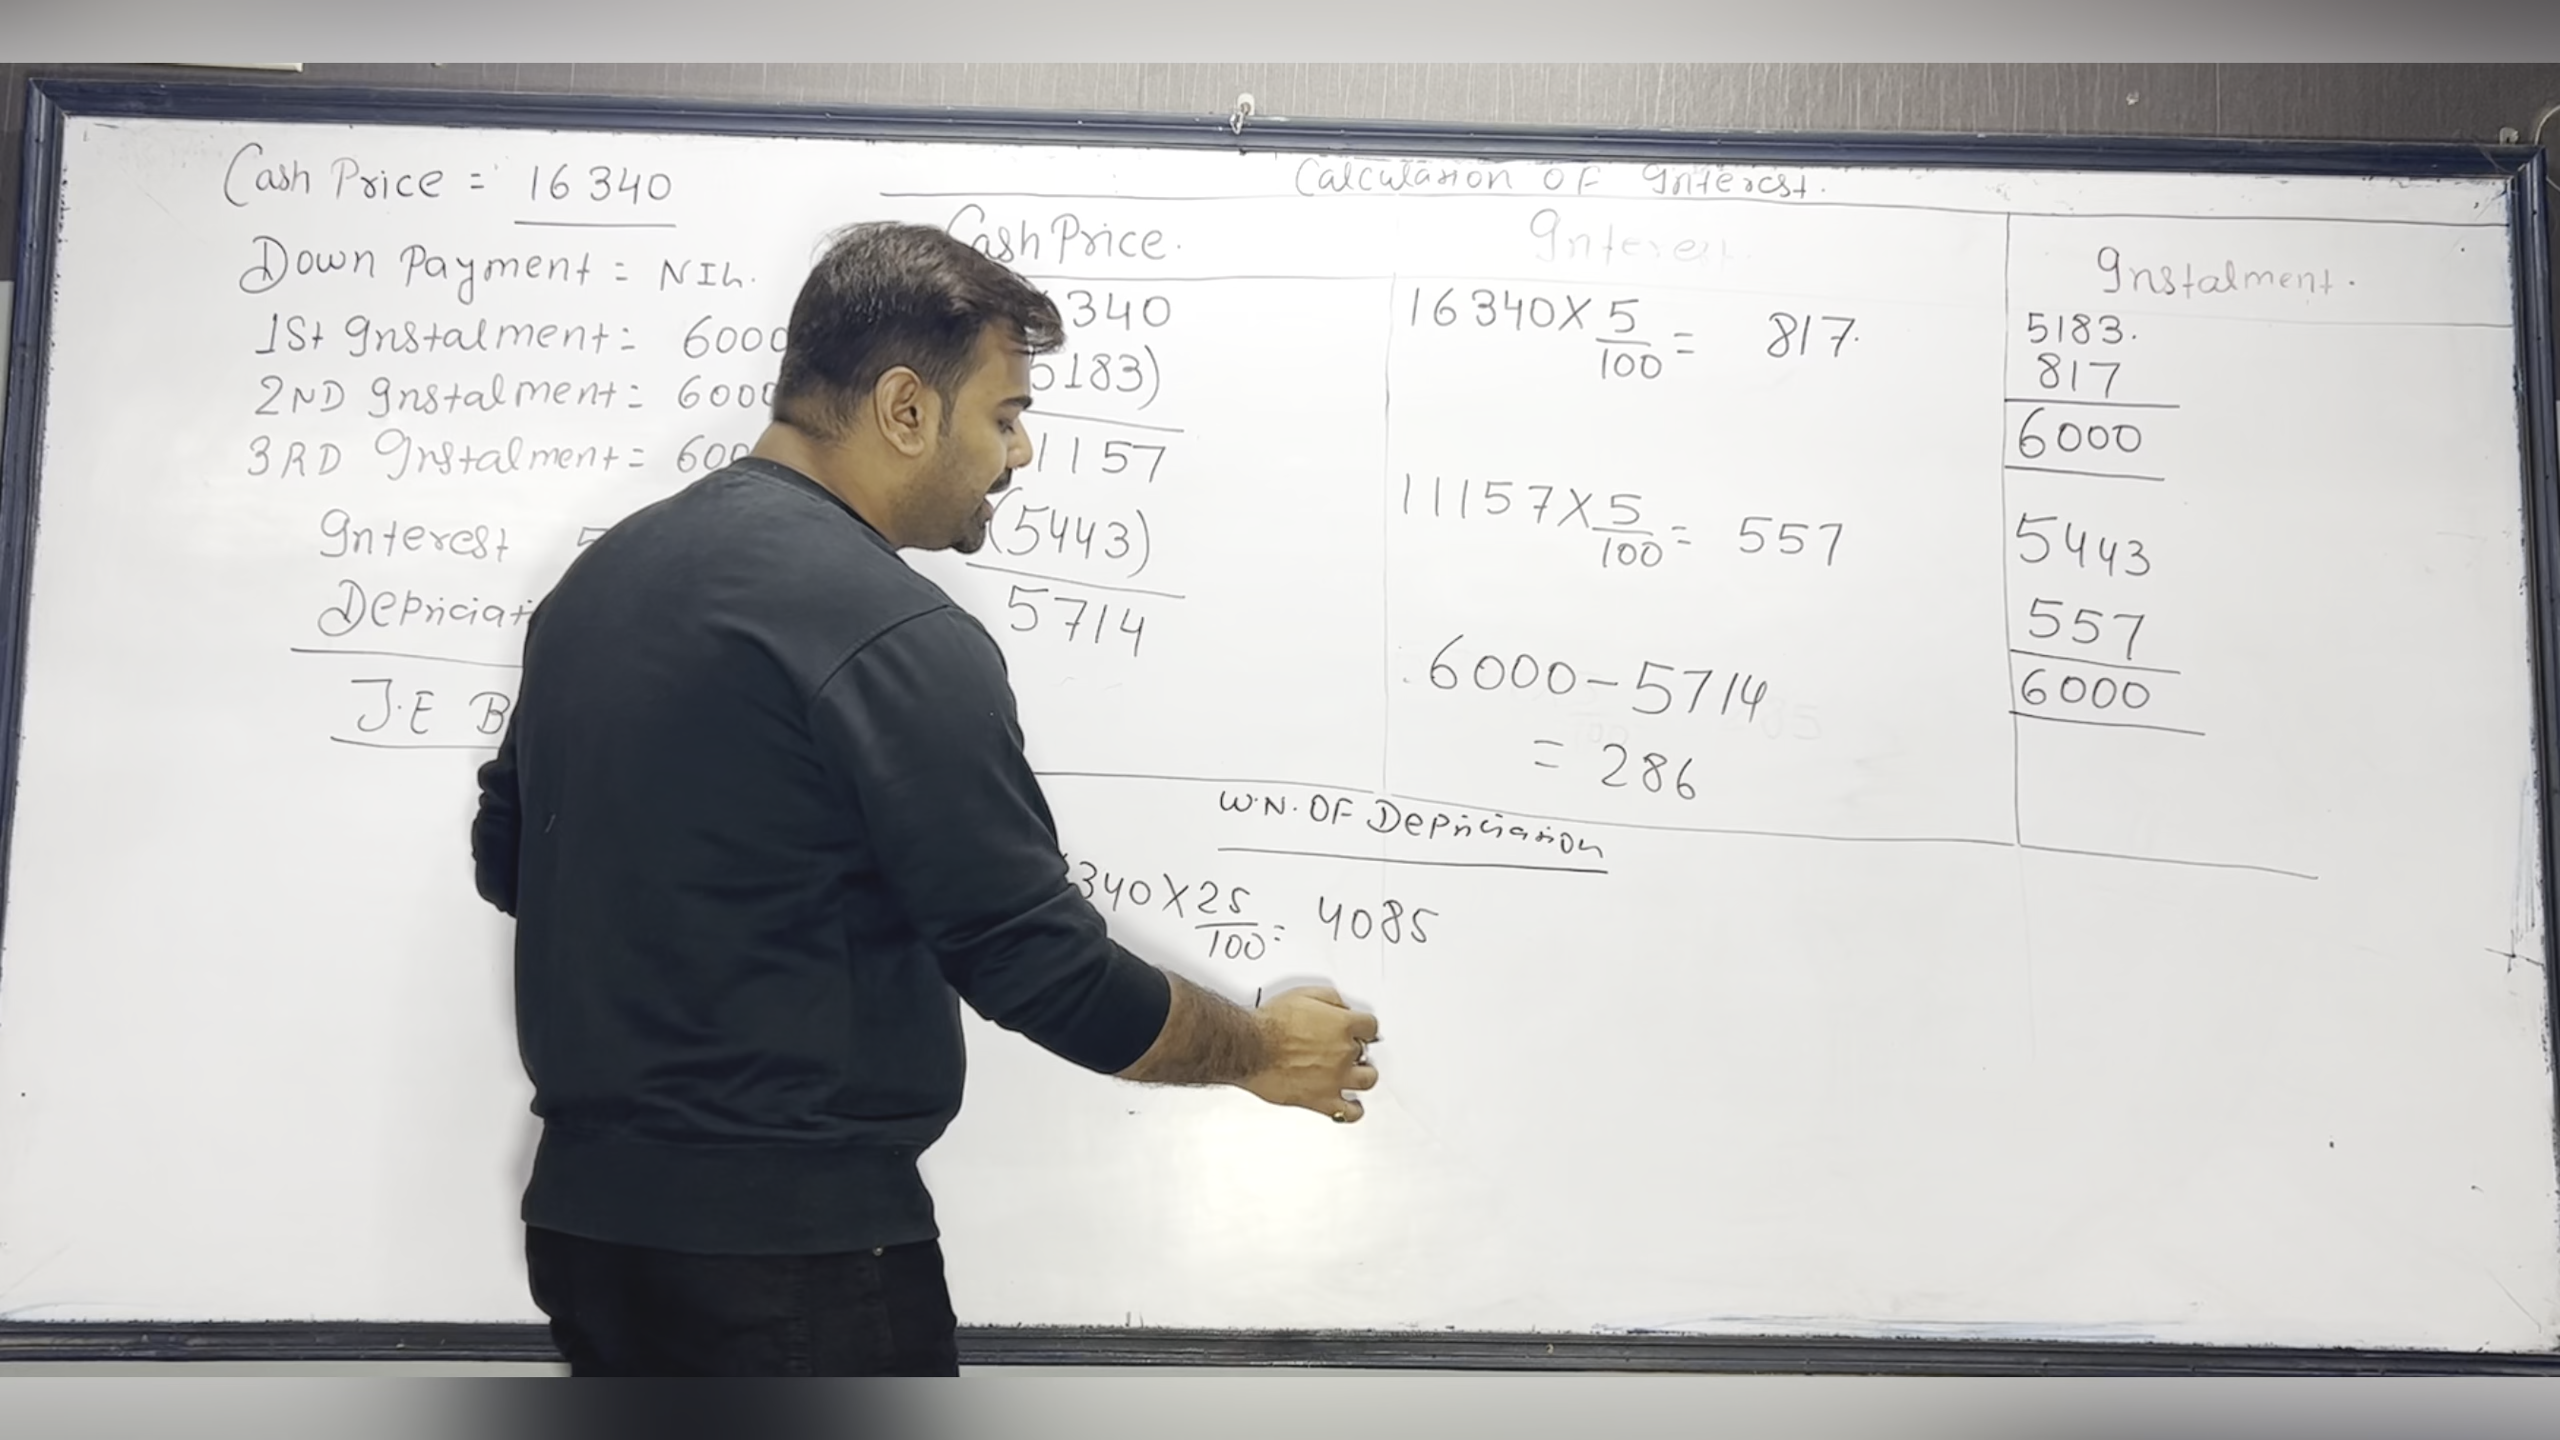 Cash Price = 16340
Down Payment = NIL.
1St Instalment = 6000
2ND Instalment = 6000
3RD Instalment = 600
Interest 5
Depriciati
J.E B
Calculation OF Interest.
Cash Price.
340
5183)
1157
(5443)
5714
Interest
16340 X 5/100 = 817.
11157 X 5/100 = 557
6000 - 5714
= 286
Instalment.
5183.
817
6000
5443
557
6000
W.N. OF Depriciation
340 X 25/100 = 4085